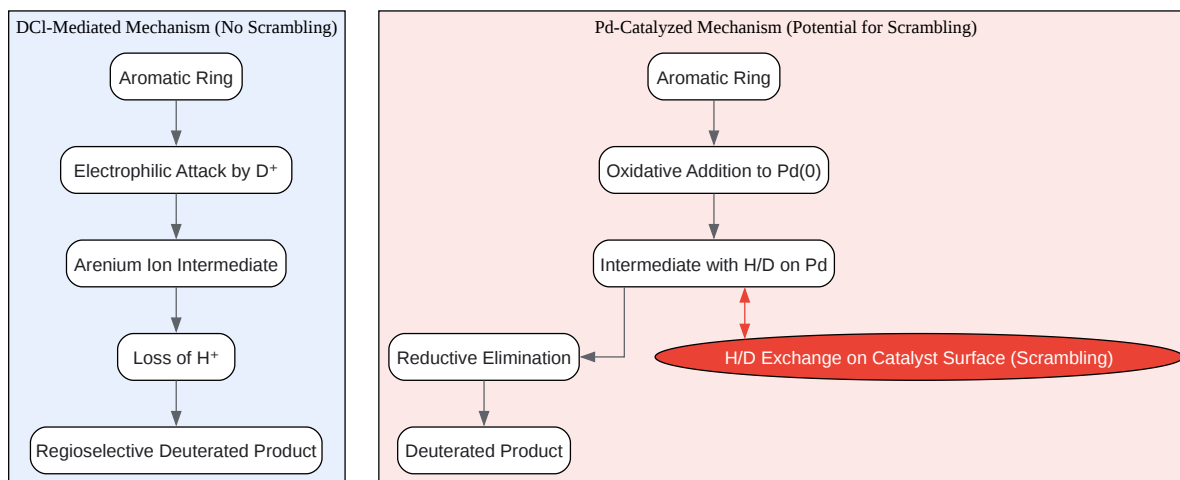 DCl-Mediated Mechanism (No Scrambling)
Aromatic Ring
Electrophilic Attack by D⁺
Arenium Ion Intermediate
Loss of H⁺
Regioselective Deuterated Product
Pd-Catalyzed Mechanism (Potential for Scrambling)
Aromatic Ring
Oxidative Addition to Pd(0)
Intermediate with H/D on Pd
Reductive Elimination
H/D Exchange on Catalyst Surface (Scrambling)
Deuterated Product